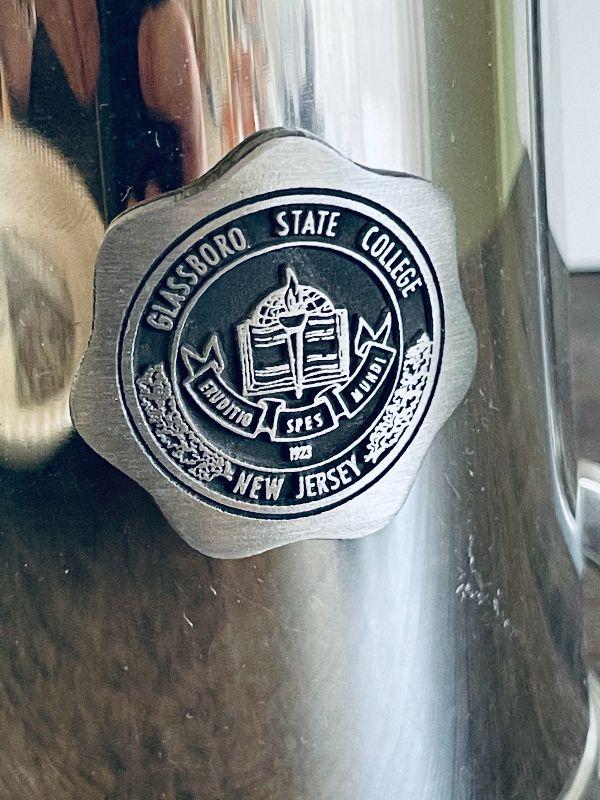 GLASSBORO STATE COLLEGE
ERUDITIO SPES MUNDI
1923
NEW JERSEY